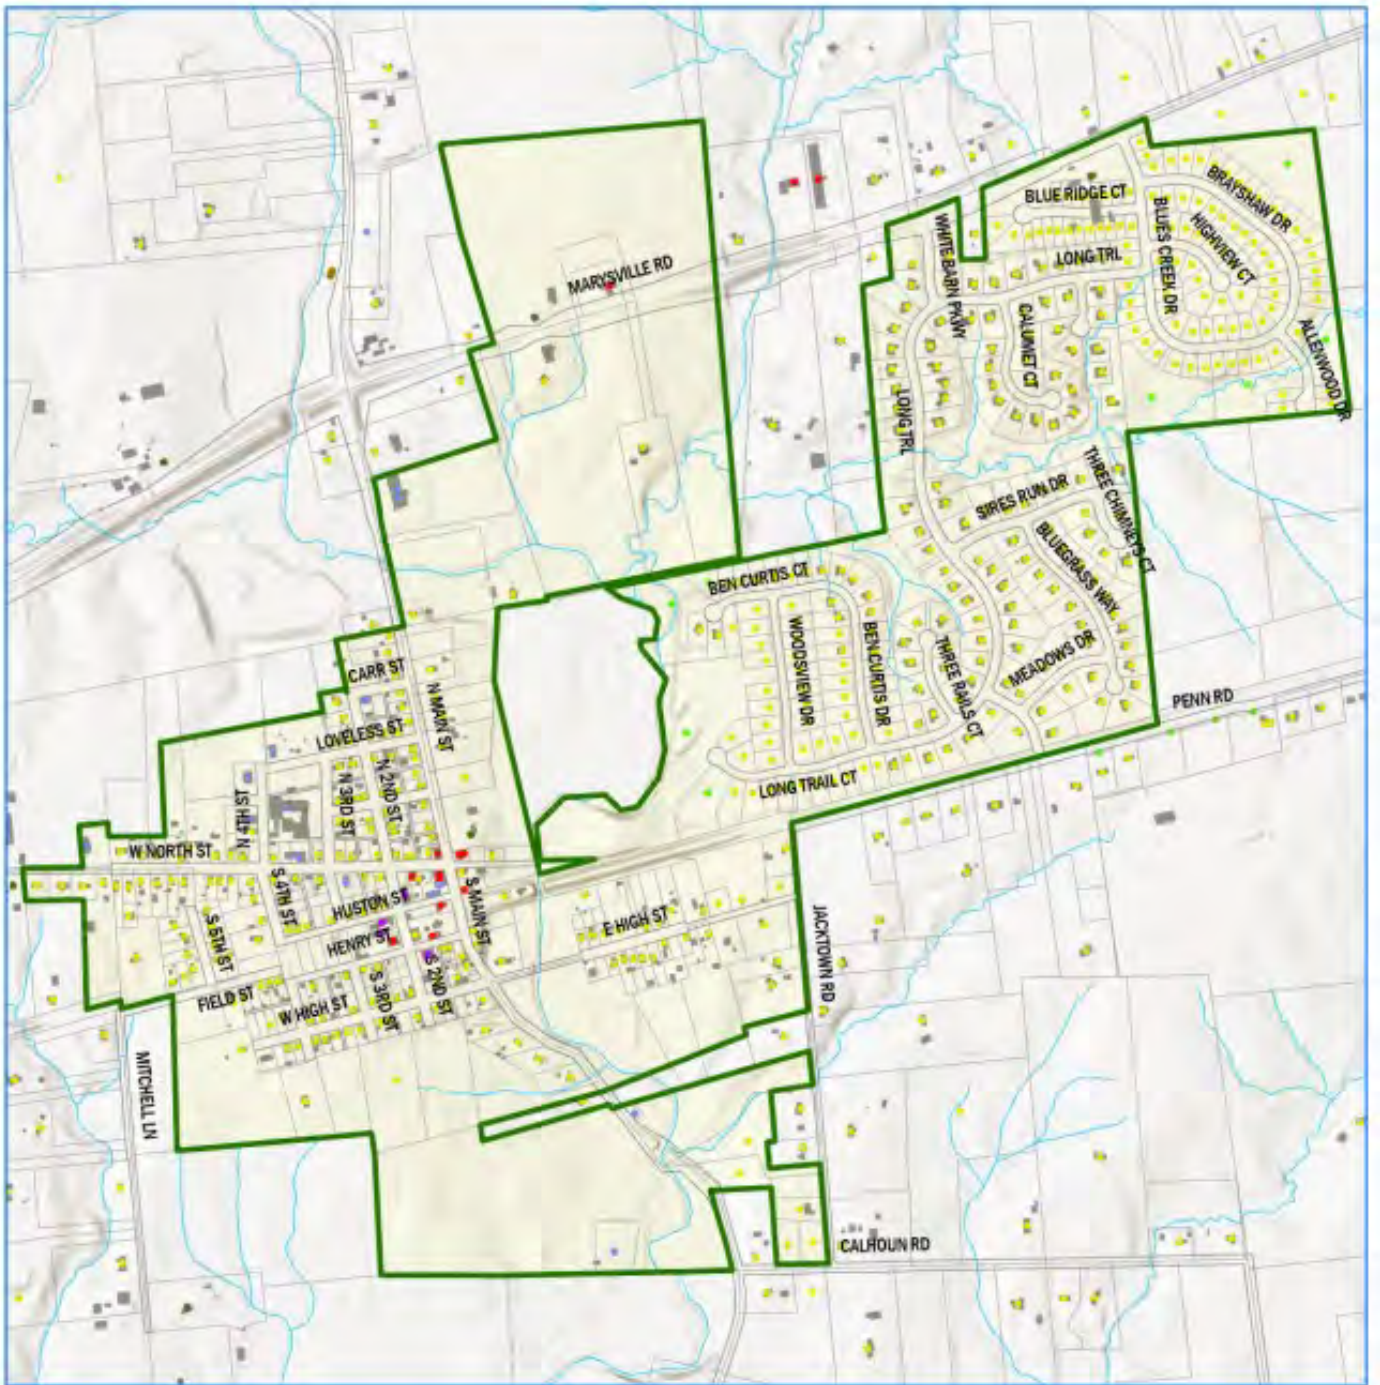 BLUE RIDGE CT
BRAYSHAW DR
BLUES CREEK DR
HIGHVIEW CT
WHITE BARN PKWY
LONG TRL
MARYSVILLE RD
CALUMET CT
ALLENWOOD DR
LONG TRL
THREE CHIMNEYS CT
SIRES RUN DR
BLUEGRASS WAY
BEN CURTIS CT
WOODSVIEW DR
BEN CURTIS DR
THREE RAILS CT
MEADOWS DR
CARR ST
N MAIN ST
PENN RD
LOVELESS ST
N 2ND ST
N 3RD ST
N 4TH ST
LONG TRAIL CT
W NORTH ST
S 4TH ST
HUSTON ST
S MAIN ST
E HIGH ST
S 5TH ST
HENRY ST
JACKTOWN RD
FIELD ST
W HIGH ST
S 3RD ST
S 2ND ST
MITCHELL LN
CALHOUN RD